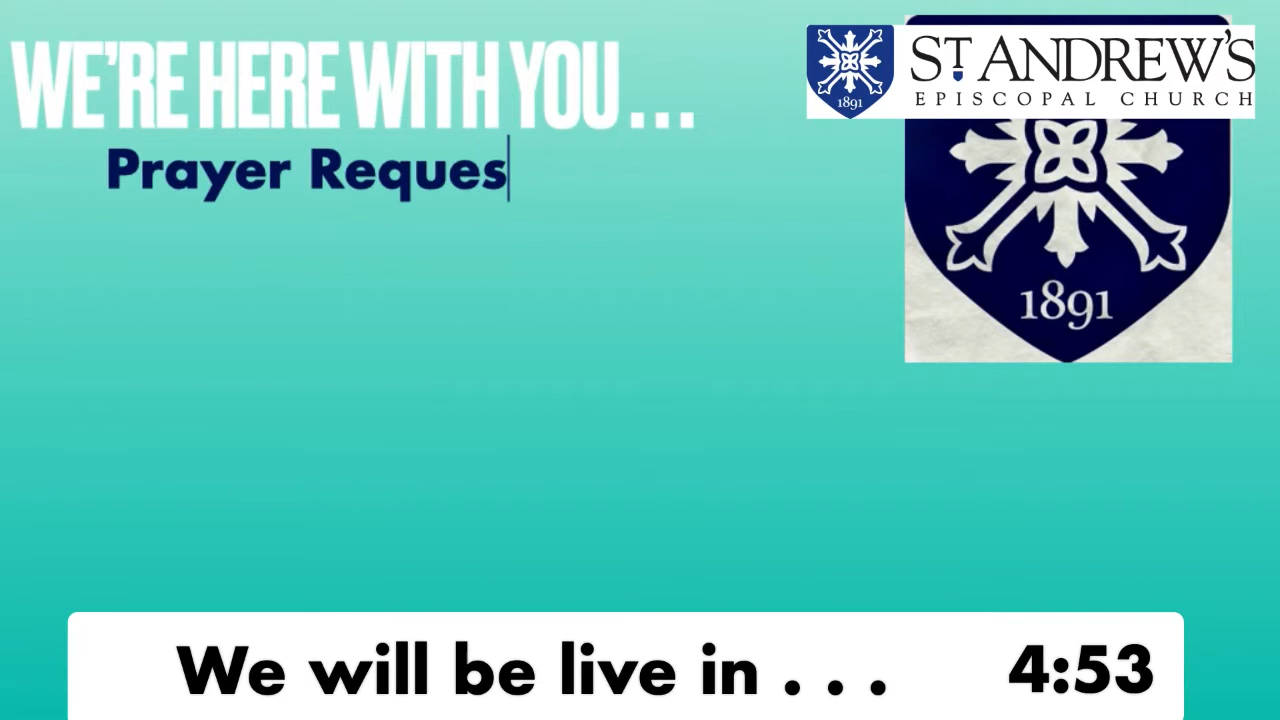 WE'RE HERE WITH YOU . . .
Prayer Reques
1891
ST. ANDREW'S
EPISCOPAL CHURCH
1891
We will be live in . . . 4:53